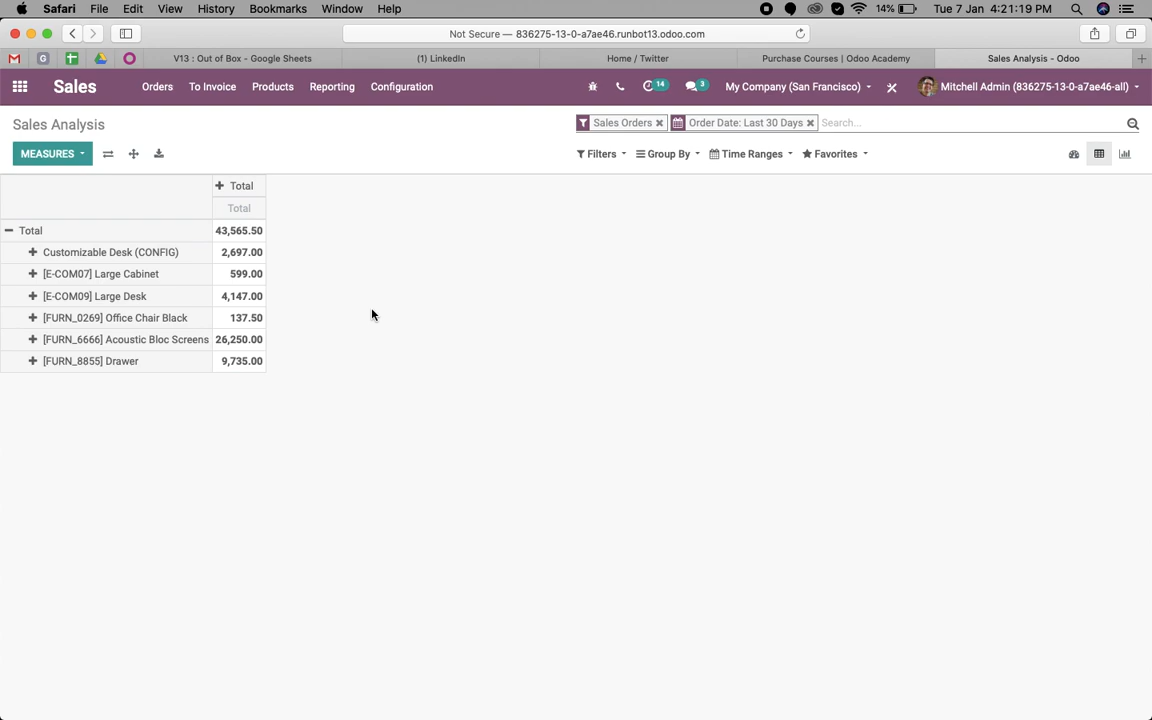 Safari File Edit View History Bookmarks Window Help 14% Tue 7 Jan 4:21:19 PM
Not Secure — 836275-13-0-a7ae46.runbot13.odoo.com
V13 : Out of Box - Google Sheets (1) LinkedIn Home / Twitter Purchase Courses | Odoo Academy Sales Analysis - Odoo
Sales Orders To Invoice Products Reporting Configuration 14 3 My Company (San Francisco) Mitchell Admin (836275-13-0-a7ae46-all)
Sales Analysis Sales Orders × Order Date: Last 30 Days × Search...
MEASURES Filters Group By Time Ranges Favorites
Total
Total
Total 43,565.50
Customizable Desk (CONFIG) 2,697.00
[E-COM07] Large Cabinet 599.00
[E-COM09] Large Desk 4,147.00
[FURN_0269] Office Chair Black 137.50
[FURN_6666] Acoustic Bloc Screens 26,250.00
[FURN_8855] Drawer 9,735.00